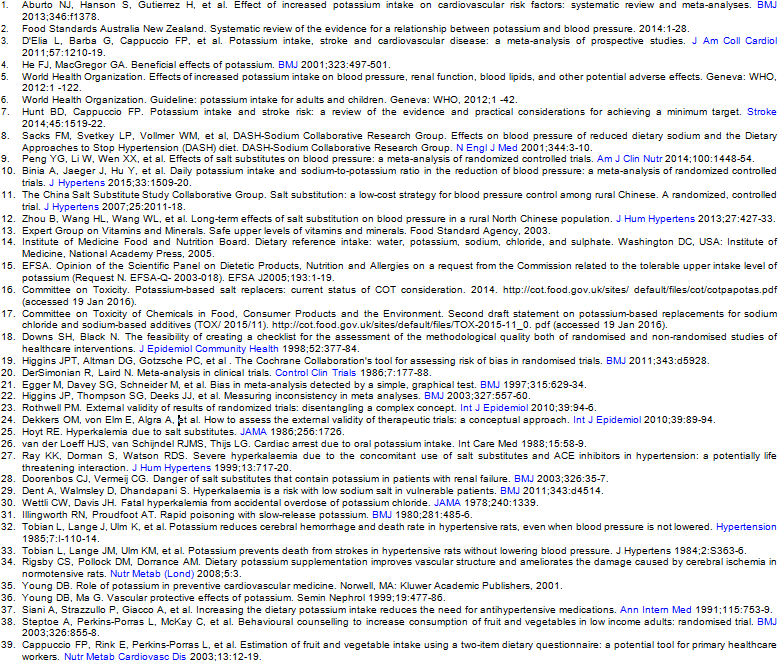 1. Aburto NJ, Hanson S, Gutierrez H, et al. Effect of increased potassium intake on cardiovascular risk factors: systematic review and meta-analyses. BMJ
2013;346:f1378.
2. Food Standards Australia New Zealand. Systematic review of the evidence for a relationship between potassium and blood pressure. 2014:1-28.
3. D'Elia L, Barba G, Cappuccio FP, et al. Potassium intake, stroke and cardiovascular disease: a meta-analysis of prospective studies. J Am Coll Cardiol
2011;57:1210-19.
4. He FJ, MacGregor GA. Beneficial effects of potassium. BMJ 2001;323:497-501.
5. World Health Organization. Effects of increased potassium intake on blood pressure, renal function, blood lipids, and other potential adverse effects. Geneva: WHO,
2012:1 -122.
6. World Health Organization. Guideline: potassium intake for adults and children. Geneva: WHO, 2012;1 -42.
7. Hunt BD, Cappuccio FP. Potassium intake and stroke risk: a review of the evidence and practical considerations for achieving a minimum target. Stroke
2014;45:1519-22.
8. Sacks FM, Svetkey LP, Vollmer WM, et al, DASH-Sodium Collaborative Research Group. Effects on blood pressure of reduced dietary sodium and the Dietary
Approaches to Stop Hypertension (DASH) diet. DASH-Sodium Collaborative Research Group. N Engl J Med 2001;344:3-10.
9. Peng YG, Li W, Wen XX, et al. Effects of salt substitutes on blood pressure: a meta-analysis of randomized controlled trials. Am J Clin Nutr 2014;100:1448-54.
10. Binia A, Jaeger J, Hu Y, et al. Daily potassium intake and sodium-to-potassium ratio in the reduction of blood pressure: a meta-analysis of randomized controlled
trials. J Hypertens 2015;33:1509-20.
11. The China Salt Substitute Study Collaborative Group. Salt substitution: a low-cost strategy for blood pressure control among rural Chinese. A randomized, controlled
trial. J Hypertens 2007;25:2011-18.
12. Zhou B, Wang HL, Wang WL, et al. Long-term effects of salt substitution on blood pressure in a rural North Chinese population. J Hum Hypertens 2013;27:427-33.
13. Expert Group on Vitamins and Minerals. Safe upper levels of vitamins and minerals. Food Standard Agency, 2003.
14. Institute of Medicine Food and Nutrition Board. Dietary reference intake: water, potassium, sodium, chloride, and sulphate. Washington DC, USA: Institute of
Medicine, National Academy Press, 2005.
15. EFSA. Opinion of the Scientific Panel on Dietetic Products, Nutrition and Allergies on a request from the Commission related to the tolerable upper intake level of
potassium (Request N. EFSA-Q- 2003-018). EFSA J2005;193:1-19.
16. Committee on Toxicity. Potassium-based salt replacers: current status of COT consideration. 2014. http://cot.food.gov.uk/sites/ default/files/cot/cotpapotas.pdf
(accessed 19 Jan 2016).
17. Committee on Toxicity of Chemicals in Food, Consumer Products and the Environment. Second draft statement on potassium-based replacements for sodium
chloride and sodium-based additives (TOX/ 2015/11). http://cot.food.gov.uk/sites/default/files/TOX-2015-11_0. pdf (accessed 19 Jan 2016).
18. Downs SH, Black N. The feasibility of creating a checklist for the assessment of the methodological quality both of randomised and non-randomised studies of
healthcare interventions. J Epidemiol Community Health 1998;52:377-84.
19. Higgins JPT, Altman DG, Gotzsche PC, et al . The Cochrane Collaboration's tool for assessing risk of bias in randomised trials. BMJ 2011;343:d5928.
20. DerSimonian R, Laird N. Meta-analysis in clinical trials. Control Clin Trials 1986;7:177-88.
21. Egger M, Davey SG, Schneider M, et al. Bias in meta-analysis detected by a simple, graphical test. BMJ 1997;315:629-34.
22. Higgins JP, Thompson SG, Deeks JJ, et al. Measuring inconsistency in meta analyses. BMJ 2003;327:557-60.
23. Rothwell PM. External validity of results of randomized trials: disentangling a complex concept. Int J Epidemiol 2010;39:94-6.
24. Dekkers OM, von Elm E, Algra A, et al. How to assess the external validity of therapeutic trials: a conceptual approach. Int J Epidemiol 2010;39:89-94.
25. Hoyt RE. Hyperkalemia due to salt substitutes. JAMA 1986;256:1726.
26. van der Loeff HJS, van Schijndel RJMS, Thijs LG. Cardiac arrest due to oral potassium intake. Int Care Med 1988;15:58-9.
27. Ray KK, Dorman S, Watson RDS. Severe hyperkalaemia due to the concomitant use of salt substitutes and ACE inhibitors in hypertension: a potentially life
threatening interaction. J Hum Hypertens 1999;13:717-20.
28. Doorenbos CJ, Vermeij CG. Danger of salt substitutes that contain potassium in patients with renal failure. BMJ 2003;326:35-7.
29. Dent A, Walmsley D, Dhandapani S. Hyperkalaemia is a risk with low sodium salt in vulnerable patients. BMJ 2011;343:d4514.
30. Wettli CW, Davis JH. Fatal hyperkalemia from accidental overdose of potassium chloride. JAMA 1978;240:1339.
31. Illingworth RN, Proudfoot AT. Rapid poisoning with slow-release potassium. BMJ 1980;281:485-6.
32. Tobian L, Lange J, Ulm K, et al. Potassium reduces cerebral hemorrhage and death rate in hypertensive rats, even when blood pressure is not lowered. Hypertension
1985;7:I-110-14.
33. Tobian L, Lange JM, Ulm KM, et al. Potassium prevents death from strokes in hypertensive rats without lowering blood pressure. J Hypertens 1984;2:S363-6.
34. Rigsby CS, Pollock DM, Dorrance AM. Dietary potassium supplementation improves vascular structure and ameliorates the damage caused by cerebral ischemia in
normotensive rats. Nutr Metab (Lond) 2008;5:3.
35. Young DB. Role of potassium in preventive cardiovascular medicine. Norwell, MA: Kluwer Academic Publishers, 2001.
36. Young DB, Ma G. Vascular protective effects of potassium. Semin Nephrol 1999;19:477-86.
37. Siani A, Strazzullo P, Giacco A, et al. Increasing the dietary potassium intake reduces the need for antihypertensive medications. Ann Intern Med 1991;115:753-9.
38. Steptoe A, Perkins-Porras L, McKay C, et al. Behavioural counselling to increase consumption of fruit and vegetables in low income adults: randomised trial. BMJ
2003;326:855-8.
39. Cappuccio FP, Rink E, Perkins-Porras L, et al. Estimation of fruit and vegetable intake using a two-item dietary questionnaire: a potential tool for primary healthcare
workers. Nutr Metab Cardiovasc Dis 2003;13:12-19.